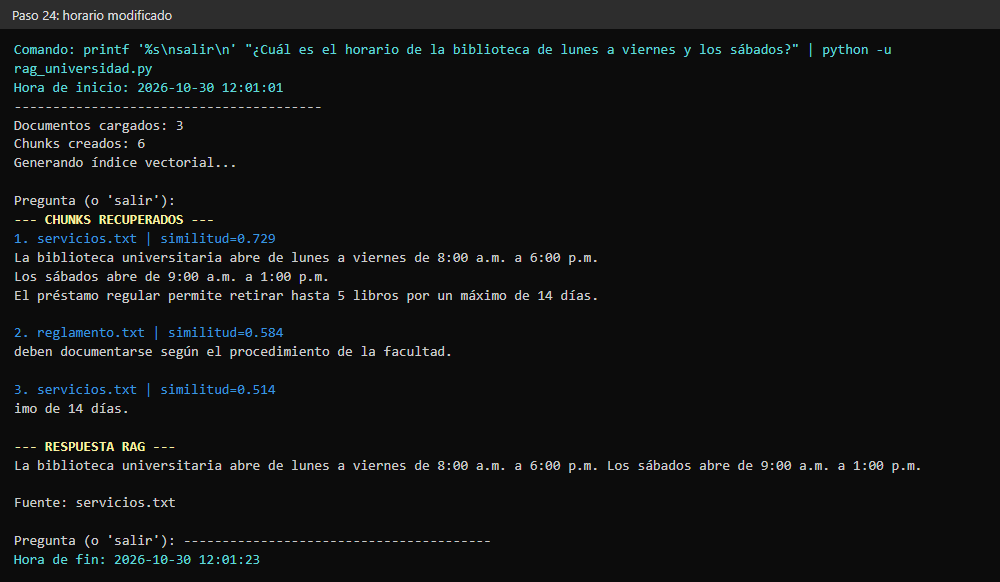 Paso 24: horario modificado
Comando: printf '%s\nsalir\n' "¿Cuál es el horario de la biblioteca de lunes a viernes y los sábados?" | python -u
rag_universidad.py
Hora de inicio: 2026-10-30 12:01:01
----------------------------------------
Documentos cargados: 3
Chunks creados: 6
Generando índice vectorial...
Pregunta (o 'salir'):
--- CHUNKS RECUPERADOS ---
1. servicios.txt | similitud=0.729
La biblioteca universitaria abre de lunes a viernes de 8:00 a.m. a 6:00 p.m.
Los sábados abre de 9:00 a.m. a 1:00 p.m.
El préstamo regular permite retirar hasta 5 libros por un máximo de 14 días.
2. reglamento.txt | similitud=0.584
deben documentarse según el procedimiento de la facultad.
3. servicios.txt | similitud=0.514
imo de 14 días.
--- RESPUESTA RAG ---
La biblioteca universitaria abre de lunes a viernes de 8:00 a.m. a 6:00 p.m. Los sábados abre de 9:00 a.m. a 1:00 p.m.
Fuente: servicios.txt
Pregunta (o 'salir'): ----------------------------------------
Hora de fin: 2026-10-30 12:01:23